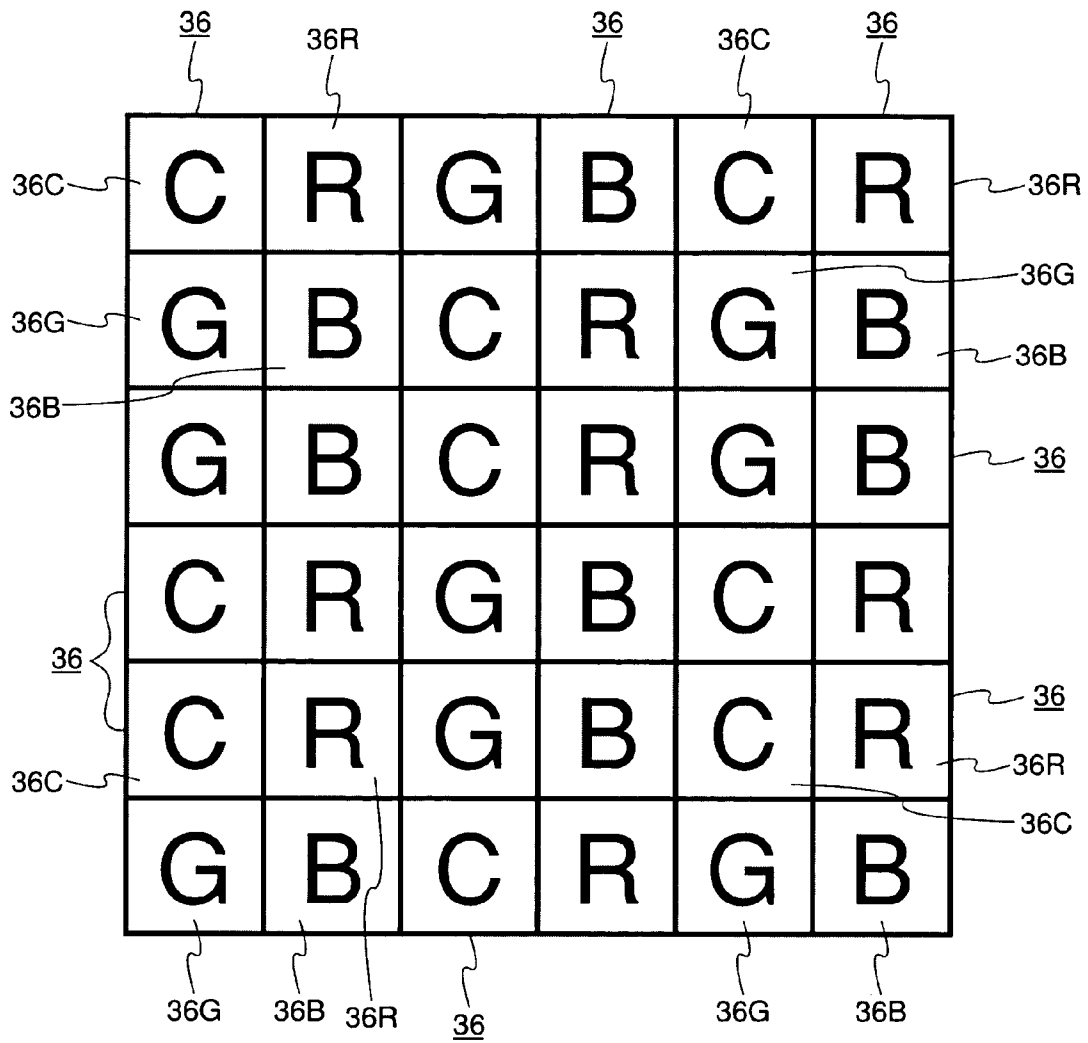 36 36R 36 36C 36
36C C R G B C R 36R
36G
36G G B C R G B 36B
36B
G B C R G B 36
C R G B C R
36
C R G B C R 36
36C 36R
36C
G B C R G B
36G 36B 36R 36 36G 36B